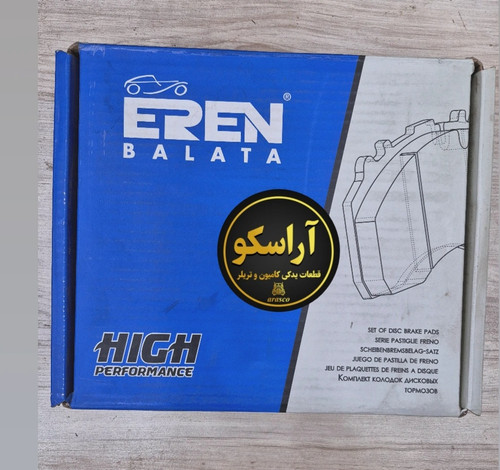 EREN®
BALATA
آراسکو
قطعات یدکی کامیون و تریلر
arasco
HIGH
PERFORMANCE
SET OF DISC BRAKE PADS
SERIE PASTIGLIE FRENO
SCHEIBENBREMSBELAG-SATZ
JUEGO DE PASTILLA DE FRENO
JEU DE PLAQUETTES DE FREINS A DISQUE
КОМПЛЕКТ КОЛОДОК ДИСКОВЫХ
ТОРМОЗОВ